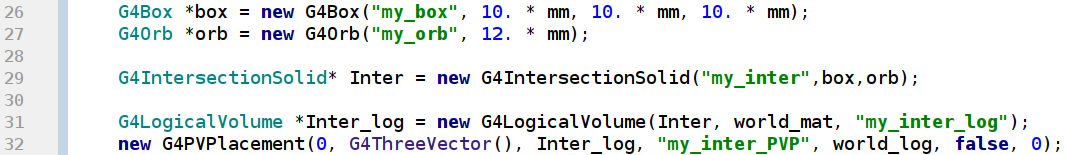 26 G4Box *box = new G4Box("my_box", 10. * mm, 10. * mm, 10. * mm);
27 G4Orb *orb = new G4Orb("my_orb", 12. * mm);
28
29 G4IntersectionSolid* Inter = new G4IntersectionSolid("my_inter",box,orb);
30
31 G4LogicalVolume *Inter_log = new G4LogicalVolume(Inter, world_mat, "my_inter_log");
32 new G4PVPlacement(0, G4ThreeVector(), Inter_log, "my_inter_PVP", world_log, false, 0);